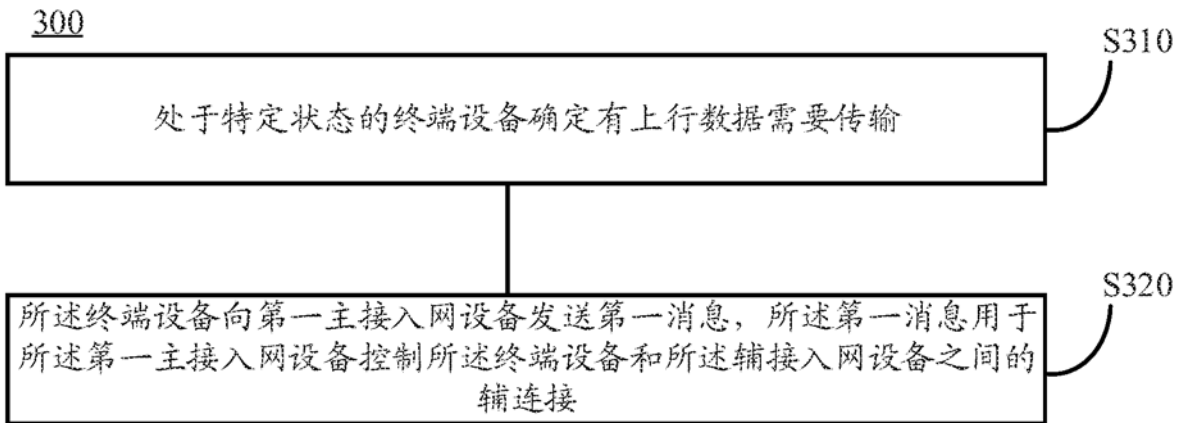 300
S310
处于特定状态的终端设备确定有上行数据需要传输
S320
所述终端设备向第一主接入网设备发送第一消息，所述第一消息用于
所述第一主接入网设备控制所述终端设备和所述辅接入网设备之间的
辅连接